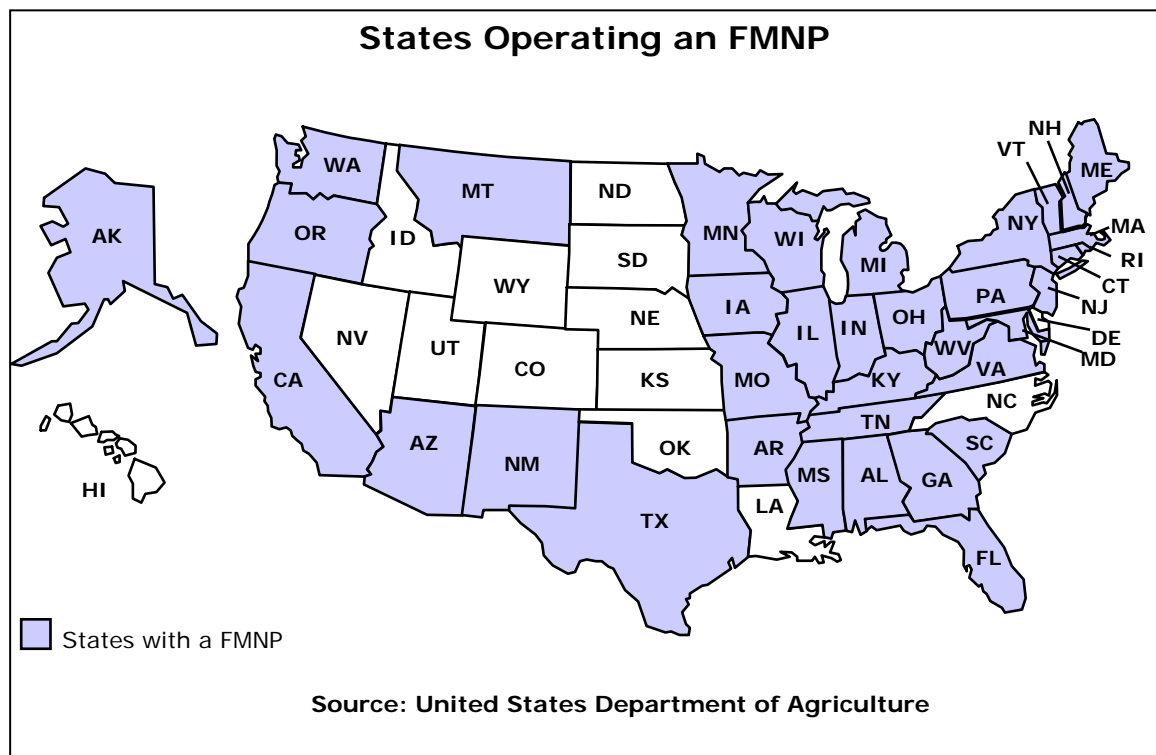 States Operating an FMNP
NH
VT
ME
WA
MT
ND
AK
OR
ID
MN
WI
NY
MA
SD
MI
RI
WY
CT
IA
PA
NJ
NE
OH
NV
UT
IL
IN
DE
WV
MD
CO
CA
KS
MO
KY
VA
NC
TN
AZ
OK
AR
SC
NM
MS
AL
GA
HI
LA
TX
FL
States with a FMNP
Source: United States Department of Agriculture